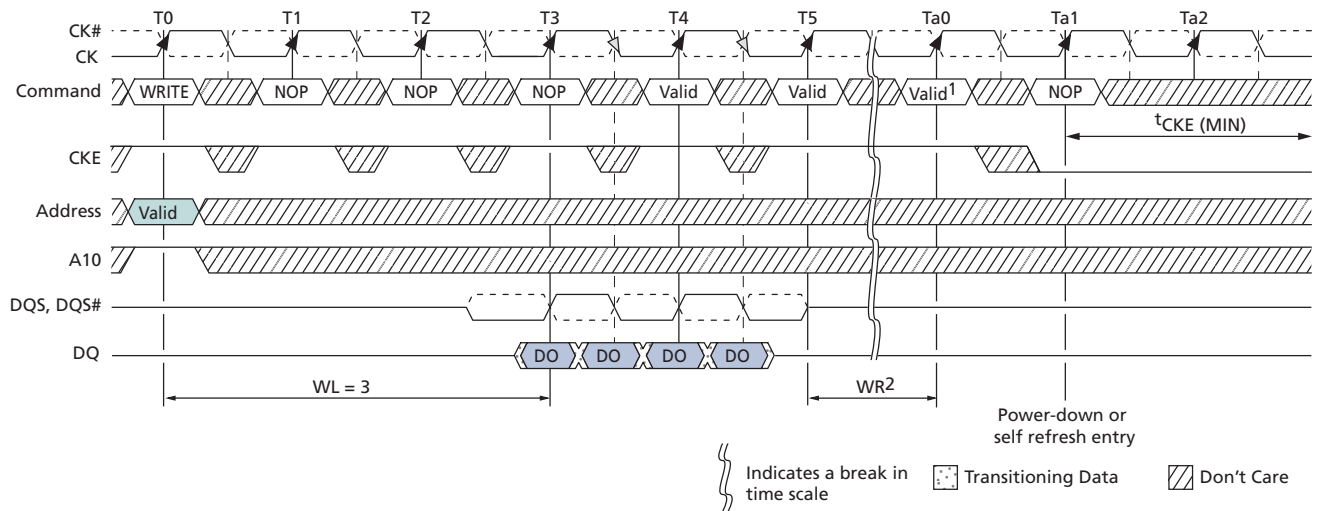 T0 T1 T2 T3 T4 T5 Ta0 Ta1 Ta2
CK#
CK
Command WRITE NOP NOP NOP Valid Valid Valid1 NOP
tCKE (MIN)
CKE
Address Valid
A10
DQS, DQS#
DQ DO DO DO DO
WL = 3 WR2
Power-down or
self refresh entry
Indicates a break in
time scale
Transitioning Data
Don't Care